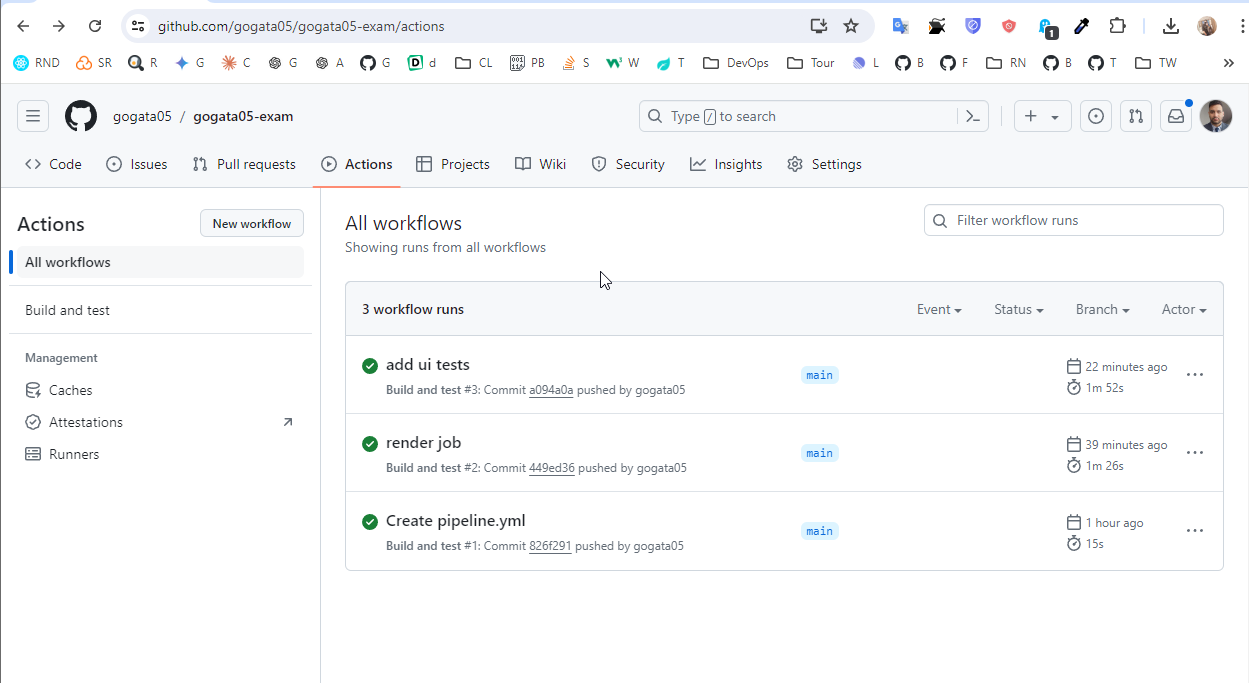 github.com/gogata05/gogata05-exam/actions
1
RND SR R G C G A G d CL PB S W T DevOps Tour L B F RN B T TW
gogata05 / gogata05-exam
Type / to search
Code Issues Pull requests Actions Projects Wiki Security Insights Settings
Actions
New workflow
All workflows
Build and test
Management
Caches
Attestations
Runners
All workflows
Showing runs from all workflows
Filter workflow runs
3 workflow runs
Event Status Branch Actor
add ui tests
Build and test #3: Commit a094a0a pushed by gogata05
main
22 minutes ago
1m 52s
render job
Build and test #2: Commit 449ed36 pushed by gogata05
main
39 minutes ago
1m 26s
Create pipeline.yml
Build and test #1: Commit 826f291 pushed by gogata05
main
1 hour ago
15s